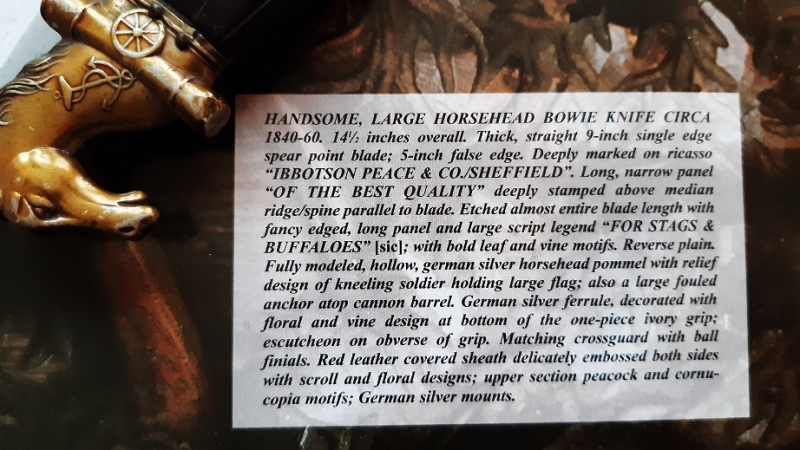 HANDSOME, LARGE HORSEHEAD BOWIE KNIFE CIRCA
1840-60. 14½ inches overall. Thick, straight 9-inch single edge
spear point blade; 5-inch false edge. Deeply marked on ricasso
“IBBOTSON PEACE & CO./SHEFFIELD”. Long, narrow panel
“OF THE BEST QUALITY” deeply stamped above median
ridge/spine parallel to blade. Etched almost entire blade length with
fancy edged, long panel and large script legend “FOR STAGS &
BUFFALOES” [sic]; with bold leaf and vine motifs. Reverse plain.
Fully modeled, hollow, german silver horsehead pommel with relief
design of kneeling soldier holding large flag; also a large fouled
anchor atop cannon barrel. German silver ferrule, decorated with
floral and vine design at bottom of the one-piece ivory grip;
escutcheon on obverse of grip. Matching crossguard with ball
finials. Red leather covered sheath delicately embossed both sides
with scroll and floral designs; upper section peacock and cornu-
copia motifs; German silver mounts.